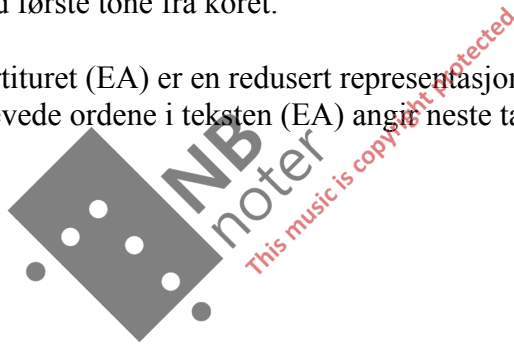 d første tone fra koret.
rtituret (EA) er en redusert representasjon
evede ordene i teksten (EA) angir neste ta
NB
noter
This music is copyright protected